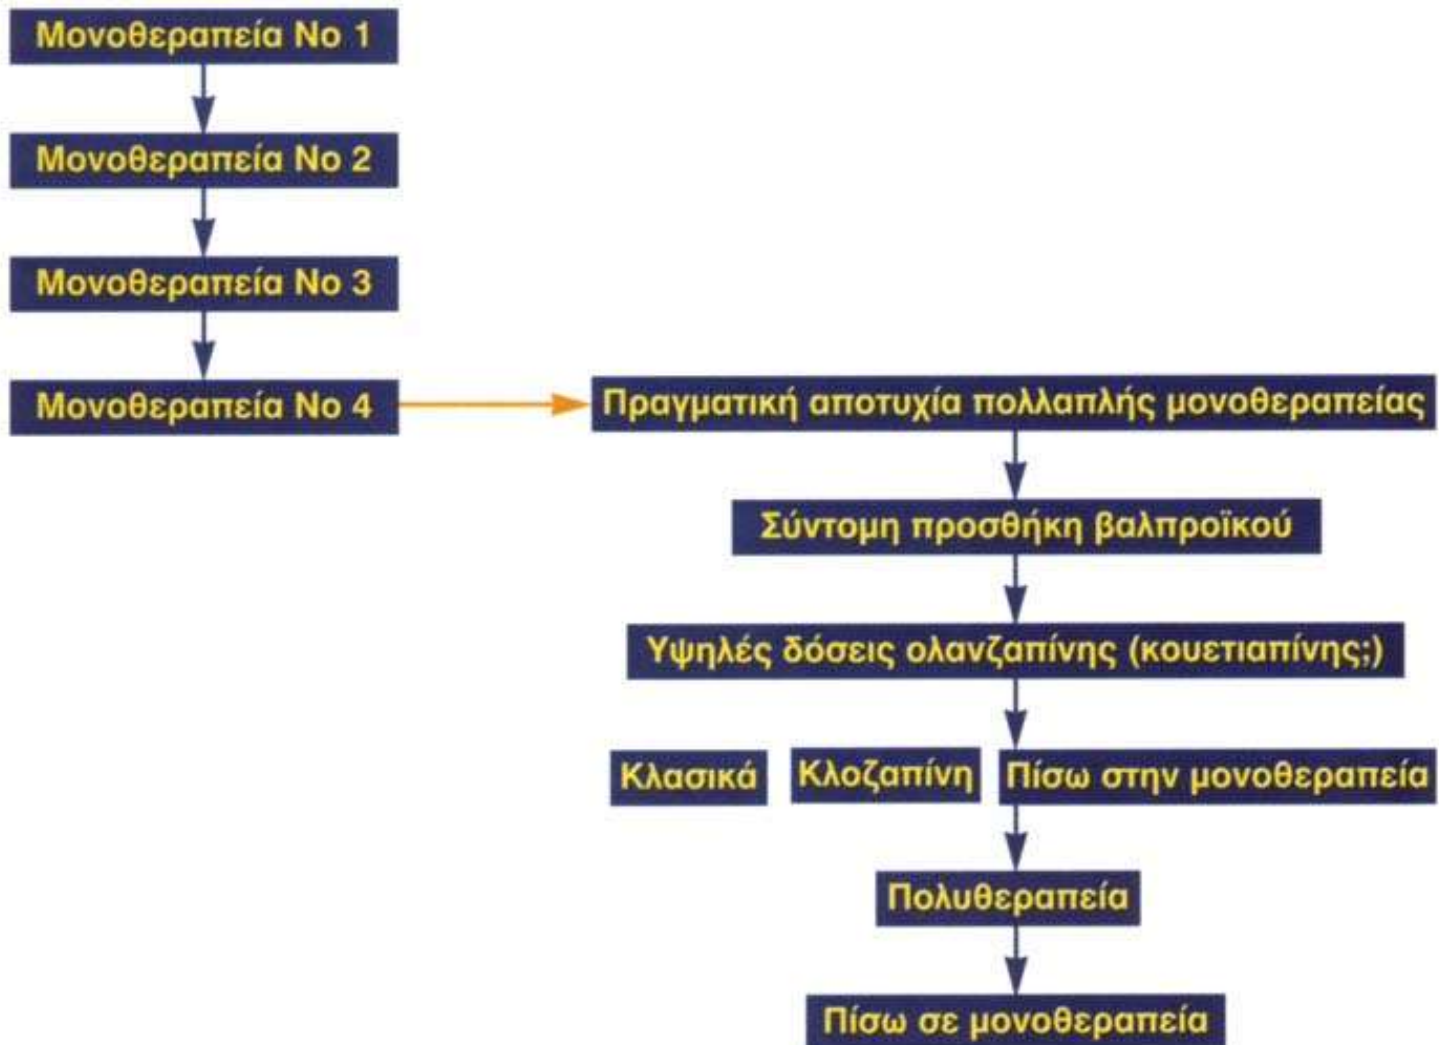 Μονοθεραπεία Νο 1
Μονοθεραπεία Νο 2
Μονοθεραπεία Νο 3
Μονοθεραπεία Νο 4
Πραγματική αποτυχία πολλαπλής μονοθεραπείας
Σύντομη προσθήκη βαλπροϊκού
Υψηλές δόσεις ολανζαπίνης (κουετιαπίνης;)
Κλασικά
Κλοζαπίνη
Πίσω στην μονοθεραπεία
Πολυθεραπεία
Πίσω σε μονοθεραπεία